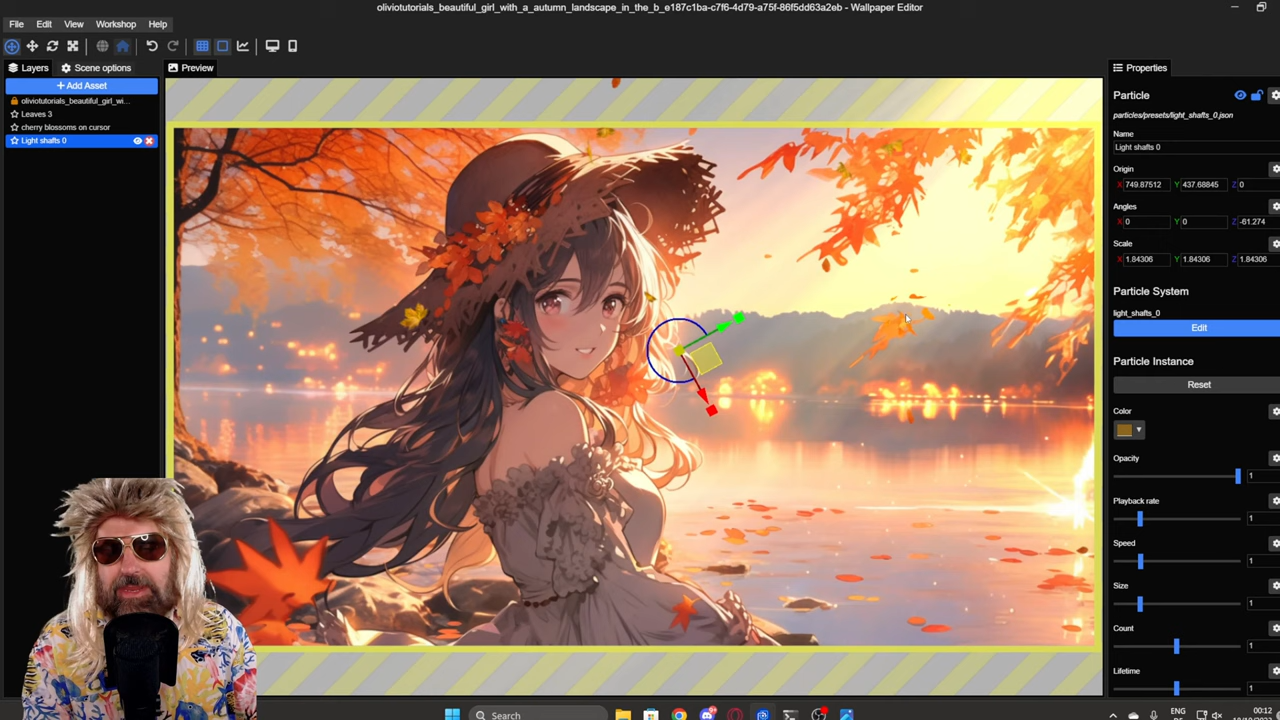 oliviotutorials_beautiful_girl_with_a_autumn_landscape_in_the_b_e187c1ba-c7f6-4d79-a75f-86f5dd63a2eb - Wallpaper Editor
File Edit View Workshop Help
Layers Scene options
Preview
Properties
+ Add Asset
oliviotutorials_beautiful_girl_wi...
Leaves 3
cherry blossoms on cursor
Light shafts 0
Particle
particles/presets/light_shafts_0.json
Name
Light shafts 0
Origin
X 749.87512 Y 437.68845 Z 0
Angles
X 0 Y 0 Z -61.274
Scale
X 1.84306 Y 1.84306 Z 1.84306
Particle System
light_shafts_0
Edit
Particle Instance
Reset
Color
Opacity
1
Playback rate
1
Speed
1
Size
1
Count
1
Lifetime
1
Search
ENG
00:12